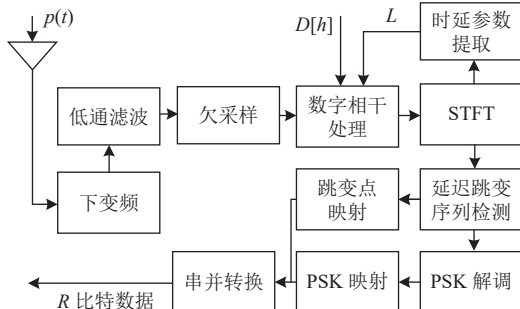 p(t)
D[h]
L
时延参数
提取
低通滤波
欠采样
数字相干
处理
STFT
下变频
跳变点
映射
延迟跳变
序列检测
串并转换
PSK 映射
PSK 解调
R 比特数据